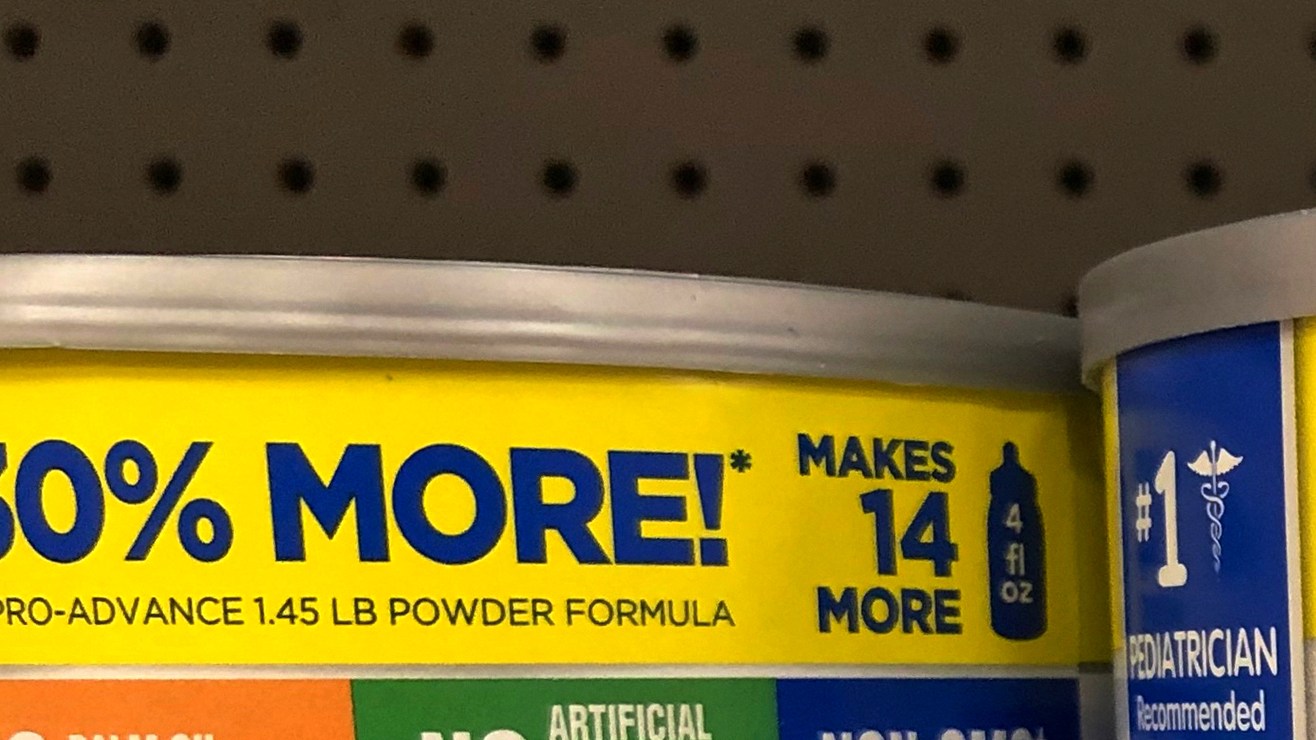 0% MORE!*
PRO-ADVANCE 1.45 LB POWDER FORMULA
MAKES
14
MORE
4
fl
oz
ARTIFICIAL
NO
#1
PEDIATRICIAN
Recommended